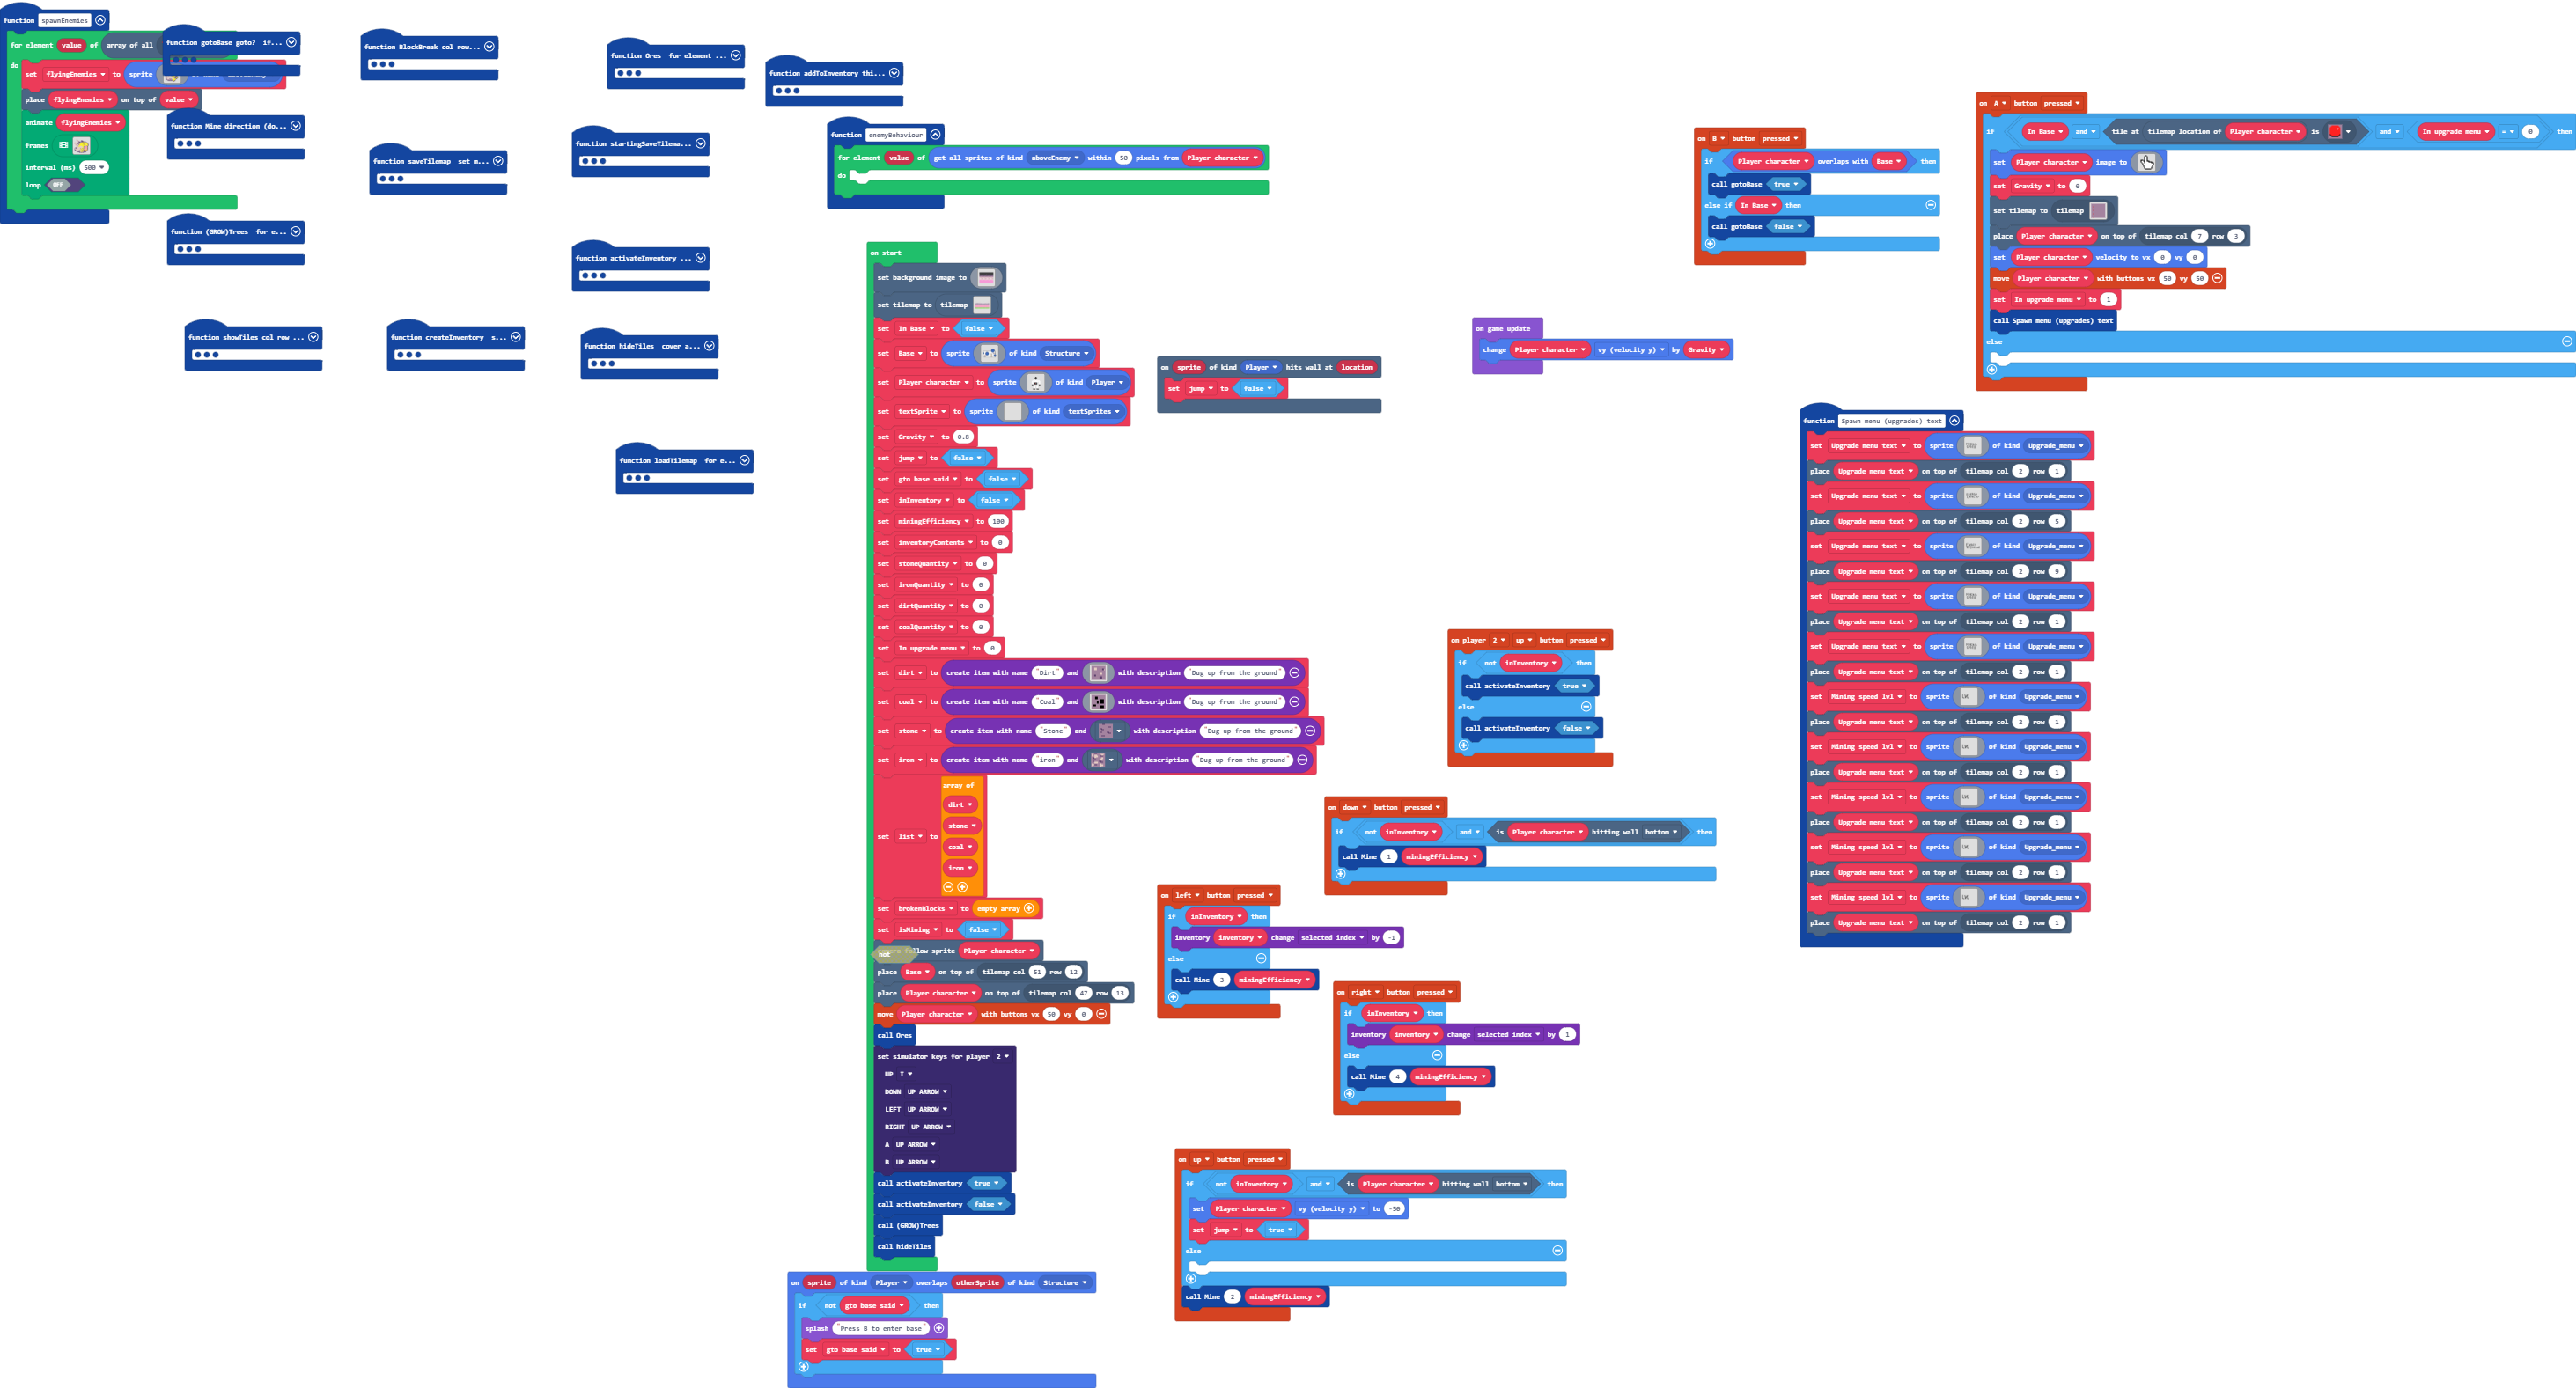 function spawnEnemies
for element value of array of all
do
set flyingEnemies to sprite
place flyingEnemies on top of value
animate flyingEnemies
frames
interval (ms) 500
loop OFF
function gotoBase goto? if...
function Mine direction (do...
function (GROW)Trees for e...
function showTiles col row ...
function BlockBreak col row...
function saveTilemap set m...
function createInventory s...
function Ores for element ...
function startingSaveTilema...
function activateInventory ...
function hideTiles cover a...
function loadTilemap for e...
function addToInventory thi...
function enemyBehaviour
for element value of get all sprites of kind aboveEnemy within 50 pixels from Player character
do
on start
set background image to
set tilemap to tilemap
set In Base to false
set Base to sprite of kind Structure
set Player character to sprite of kind Player
set textSprite to sprite of kind textSprites
set Gravity to 0.8
set jump to false
set gto base said to false
set inInventory to false
set miningEfficiency to 100
set inventoryContents to 0
set stoneQuantity to 0
set ironQuantity to 0
set dirtQuantity to 0
set coalQuantity to 0
set In upgrade menu to 0
set dirt to create item with name "Dirt" and with description "Dug up from the ground"
set coal to create item with name "Coal" and with description "Dug up from the ground"
set stone to create item with name "Stone" and with description "Dug up from the ground"
set iron to create item with name "iron" and with description "Dug up from the ground"
array of
dirt
stone
set list to
coal
iron
set brokenBlocks to empty array
set isMining to false
not follow sprite Player character
place Base on top of tilemap col 51 row 12
place Player character on top of tilemap col 47 row 13
move Player character with buttons vx 50 vy 0
call Ores
set simulator keys for player 2
UP I
DOWN UP ARROW
LEFT UP ARROW
RIGHT UP ARROW
A UP ARROW
B UP ARROW
call activateInventory true
call activateInventory false
call (GROW)Trees
call hideTiles
on sprite of kind Player overlaps otherSprite of kind Structure
if not gto base said then
splash "Press B to enter base"
set gto base said to true
on sprite of kind Player hits wall at location
set jump to false
on game update
change Player character vy (velocity y) by Gravity
on player 2 up button pressed
if not inInventory then
call activateInventory true
else
call activateInventory false
on down button pressed
if not inInventory and is Player character hitting wall bottom then
call Mine 1 miningEfficiency
on left button pressed
if inInventory then
inventory inventory change selected index by -1
else
call Mine 3 miningEfficiency
on right button pressed
if inInventory then
inventory inventory change selected index by 1
else
call Mine 4 miningEfficiency
on up button pressed
if not inInventory and is Player character hitting wall bottom then
set Player character vy (velocity y) to -50
set jump to true
else
call Mine 2 miningEfficiency
on B button pressed
if Player character overlaps with Base then
call gotoBase true
else if In Base then
call gotoBase false
on A button pressed
if In Base and tile at tilemap location of Player character is and In upgrade menu = 0 then
set Player character image to
set Gravity to 0
set tilemap to tilemap
place Player character on top of tilemap col 7 row 3
set Player character velocity to vx 0 vy 0
move Player character with buttons vx 50 vy 50
set In upgrade menu to 1
call Spawn menu (upgrades) text
else
function Spawn menu (upgrades) text
set Upgrade menu text to sprite of kind Upgrade_menu
place Upgrade menu text on top of tilemap col 2 row 1
set Upgrade menu text to sprite of kind Upgrade_menu
place Upgrade menu text on top of tilemap col 2 row 5
set Upgrade menu text to sprite of kind Upgrade_menu
place Upgrade menu text on top of tilemap col 2 row 9
set Upgrade menu text to sprite of kind Upgrade_menu
place Upgrade menu text on top of tilemap col 2 row 1
set Upgrade menu text to sprite of kind Upgrade_menu
place Upgrade menu text on top of tilemap col 2 row 1
set Mining speed lvl to sprite of kind Upgrade_menu
place Upgrade menu text on top of tilemap col 2 row 1
set Mining speed lvl to sprite of kind Upgrade_menu
place Upgrade menu text on top of tilemap col 2 row 1
set Mining speed lvl to sprite of kind Upgrade_menu
place Upgrade menu text on top of tilemap col 2 row 1
set Mining speed lvl to sprite of kind Upgrade_menu
place Upgrade menu text on top of tilemap col 2 row 1
set Mining speed lvl to sprite of kind Upgrade_menu
place Upgrade menu text on top of tilemap col 2 row 1